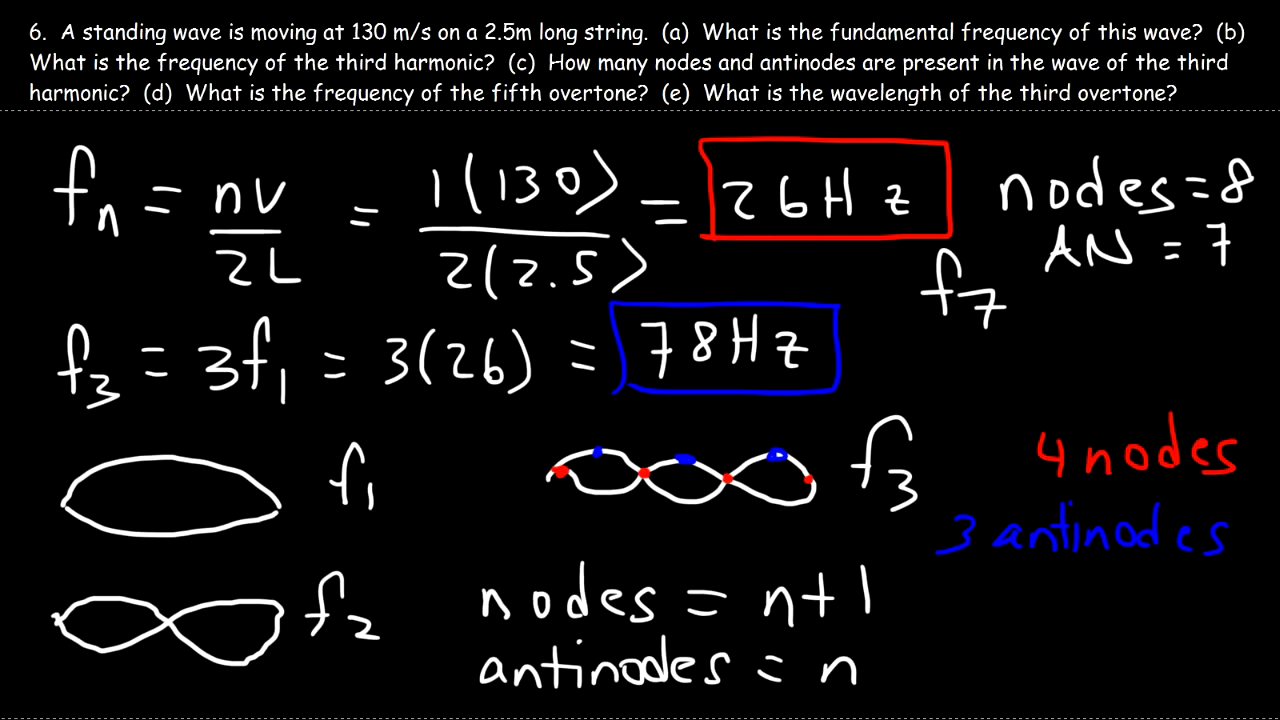 6. A standing wave is moving at 130 m/s on a 2.5m long string. (a) What is the fundamental frequency of this wave? (b)
What is the frequency of the third harmonic? (c) How many nodes and antinodes are present in the wave of the third
harmonic? (d) What is the frequency of the fifth overtone? (e) What is the wavelength of the third overtone?
fn = nv/2L = 1(130)/2(2.5) = 26Hz
nodes = 8
AN = 7
f7
f3 = 3f1 = 3(26) = 78Hz
f1
f3
4 nodes
3 antinodes
f2
nodes = n+1
antinodes = n